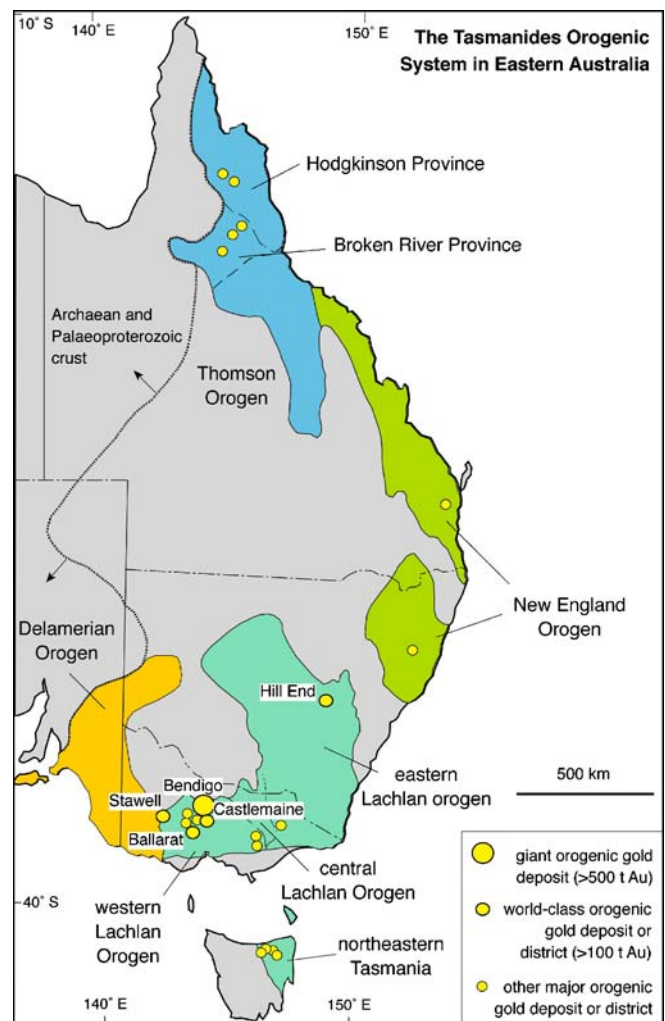 10° S
140° E
150° E
The Tasmanides Orogenic
System in Eastern Australia
Hodgkinson Province
Broken River Province
Archaean and
Palaeoproterozoic
crust
Thomson
Orogen
New England
Orogen
Delamerian
Orogen
Hill End
500 km
eastern
Lachlan orogen
Bendigo
Stawell
Castlemaine
Ballarat
central
Lachlan Orogen
western
Lachlan
Orogen
40° S
northeastern
Tasmania
giant orogenic gold
deposit (>500 t Au)
world-class orogenic
gold deposit or
district (>100 t Au)
other major orogenic
gold deposit or district
140° E
150° E